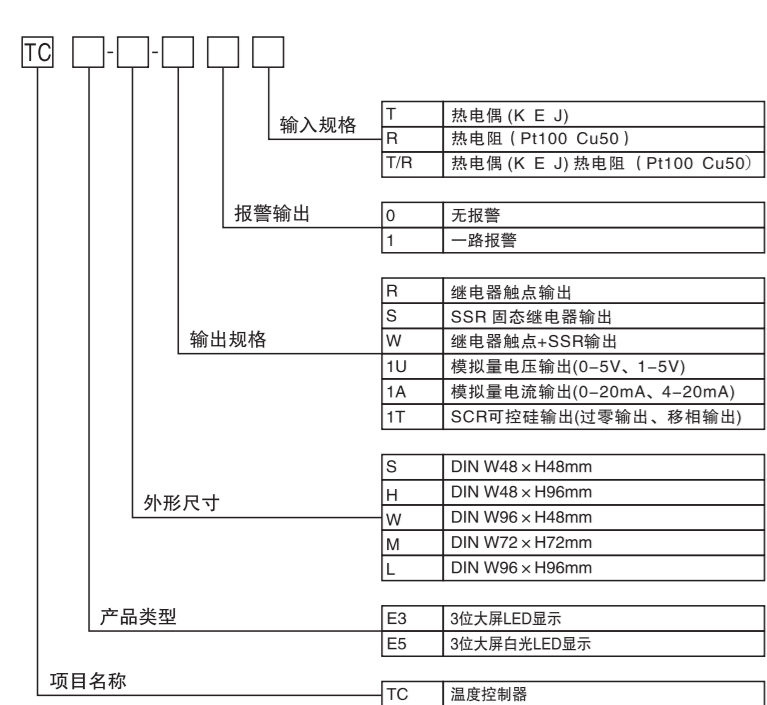 TC - -
输入规格
T 热电偶 (K E J)
R 热电阻 ( Pt100 Cu50 )
T/R 热电偶 (K E J) 热电阻 ( Pt100 Cu50)
报警输出
0 无报警
1 一路报警
输出规格
R 继电器触点输出
S SSR 固态继电器输出
W 继电器触点+SSR输出
1U 模拟量电压输出(0–5V、1–5V)
1A 模拟量电流输出(0–20mA、4–20mA)
1T SCR可控硅输出(过零输出、移相输出)
外形尺寸
S DIN W48×H48mm
H DIN W48×H96mm
W DIN W96×H48mm
M DIN W72×H72mm
L DIN W96×H96mm
产品类型
E3 3位大屏LED显示
E5 3位大屏白光LED显示
项目名称
TC 温度控制器